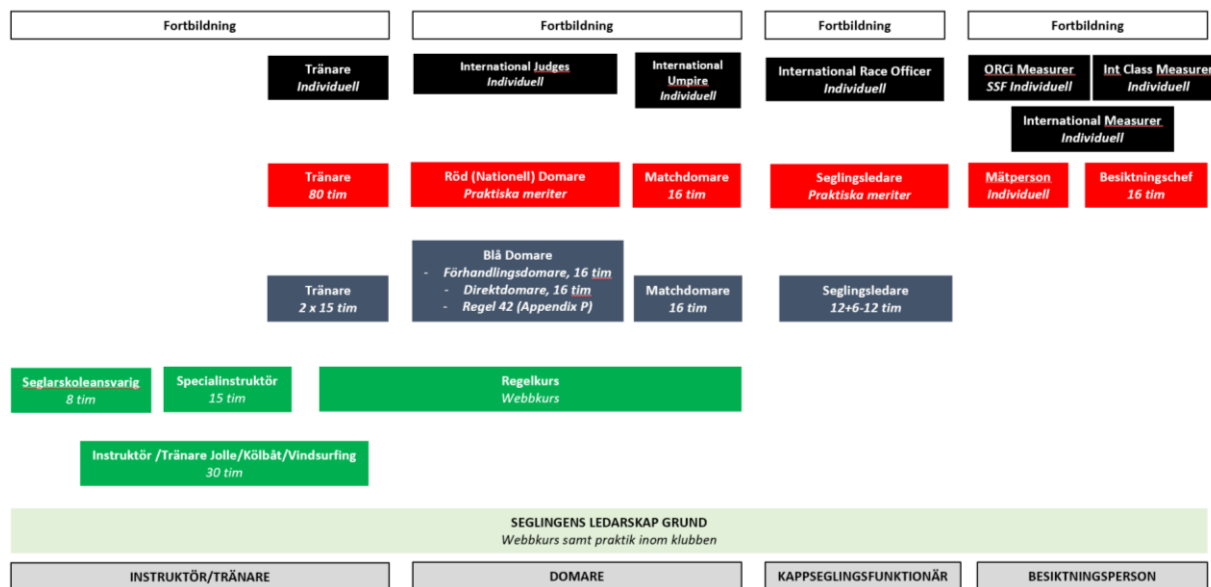 Fortbildning
Fortbildning
Fortbildning
Fortbildning
Tränare
Individuell
International Judges
Individuell
International
Umpire
Individuell
International Race Officer
Individuell
ORCi Measurer
SSF Individuell
Int Class Measurer
Individuell
International Measurer
Individuell
Tränare
80 tim
Röd (Nationell) Domare
Praktiska meriter
Matchdomare
16 tim
Seglingsledare
Praktiska meriter
Mätperson
Individuell
Besiktningschef
16 tim
Tränare
2 x 15 tim
Blå Domare
- Förhandlingsdomare, 16 tim
- Direktdomare, 16 tim
- Regel 42 (Appendix P)
Matchdomare
16 tim
Seglingsledare
12+6-12 tim
Seglarskoleansvarig
8 tim
Specialinstruktör
15 tim
Regelkurs
Webbkurs
Instruktör /Tränare Jolle/Kölbåt/Vindsurfing
30 tim
SEGLINGENS LEDARSKAP GRUND
Webbkurs samt praktik inom klubben
INSTRUKTÖR/TRÄNARE
DOMARE
KAPPSEGLINGSFUNKTIONÄR
BESIKTNINGSPERSON